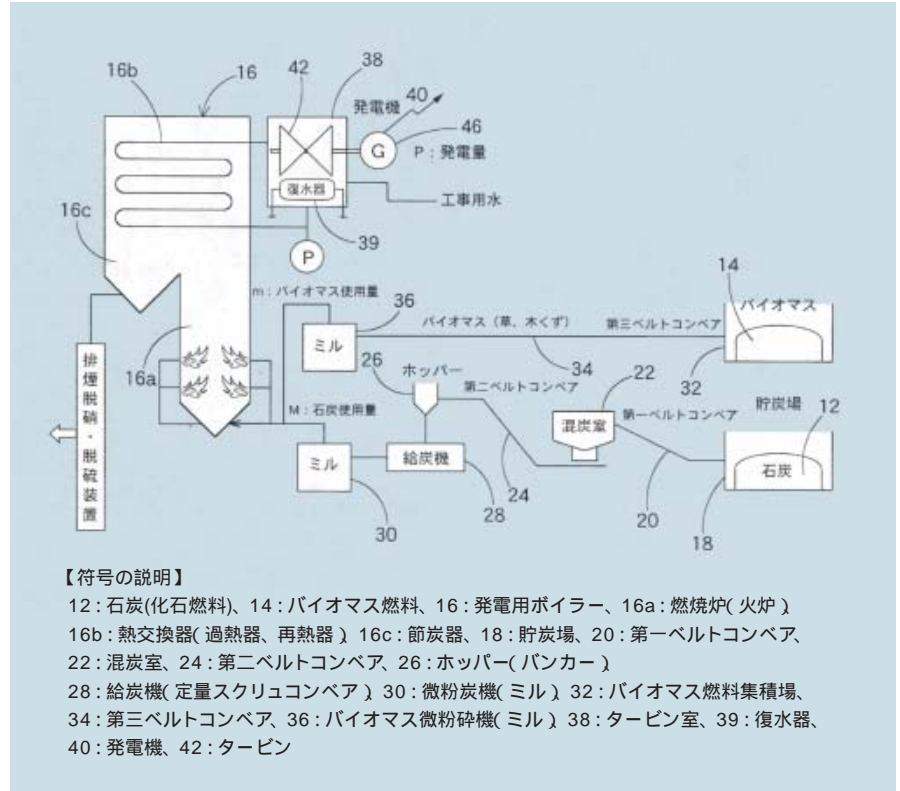 16b
16
42
38
発電機
40
46
G
P：発電量
復水器
工事用水
16c
39
P
m：バイオマス使用量
36
14
バイオマス
ミル
バイオマス（草、木くず）
第三ベルトコンベア
34
32
26
ホッパー
第二ベルトコンベア
22
貯炭場
12
16a
排煙脱硝・脱硫装置
M：石炭使用量
混炭室
第一ベルトコンベア
ミル
給炭機
石炭
24
28
20
30
18
【符号の説明】
12：石炭(化石燃料)、14：バイオマス燃料、16：発電用ボイラー、16a：燃焼炉(火炉)
16b：熱交換器(過熱器、再熱器)、16c：節炭器、18：貯炭場、20：第一ベルトコンベア、
22：混炭室、24：第二ベルトコンベア、26：ホッパー(バンカー)
28：給炭機(定量スクリュコンベア)、30：微粉炭機(ミル)、32：バイオマス燃料集積場、
34：第三ベルトコンベア、36：バイオマス微粉砕機(ミル)、38：タービン室、39：復水器、
40：発電機、42：タービン